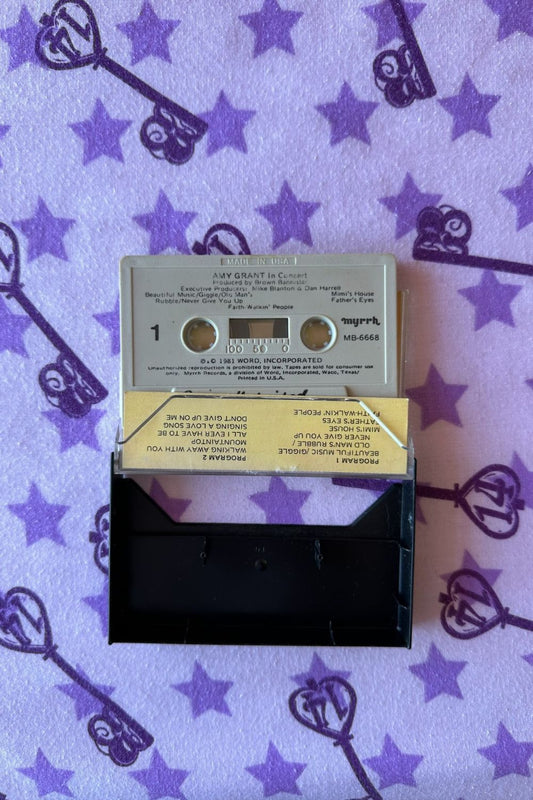 14
MADE IN USA
AMY GRANT In Concert
Produced by Brown Bannister
Executive Producers: Mike Blanton & Dan Harrell
Beautiful Music/Giggle/Old Man's
Rubble/Never Give You Up
Mimi's House
Father's Eyes
Faith Walkin' People
1
100 50 0
myrrh
MB-6668
℗ © 1981 WORD, INCORPORATED
Unauthorized reproduction is prohibited by law. Tapes are sold for consumer use
only. Myrrh Records, a division of Word, Incorporated, Waco, Texas/
Printed in U.S.A.
PROGRAM 1
BEAUTIFUL MUSIC /GIGGLE
OLD MAN'S RUBBLE /
NEVER GIVE YOU UP
MIMI'S HOUSE
FATHER'S EYES
FAITH-WALKIN' PEOPLE
PROGRAM 2
WALKING AWAY WITH YOU
MOUNTAINTOP
ALL I EVER HAVE TO BE
SINGING A LOVE SONG
DON'T GIVE UP ON ME
14
14
14
14